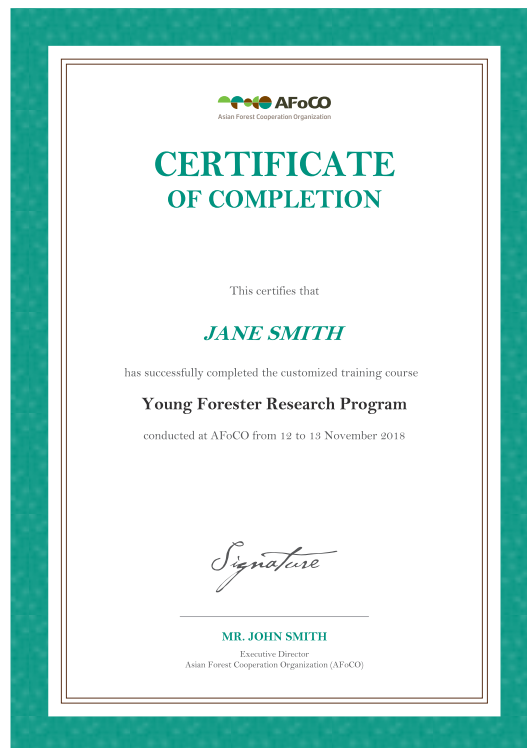 AFoCO
Asian Forest Cooperation Organization
CERTIFICATE
OF COMPLETION
This certifies that
JANE SMITH
has successfully completed the customized training course
Young Forester Research Program
conducted at AFoCO from 12 to 13 November 2018
Signature
MR. JOHN SMITH
Executive Director
Asian Forest Cooperation Organization (AFoCO)